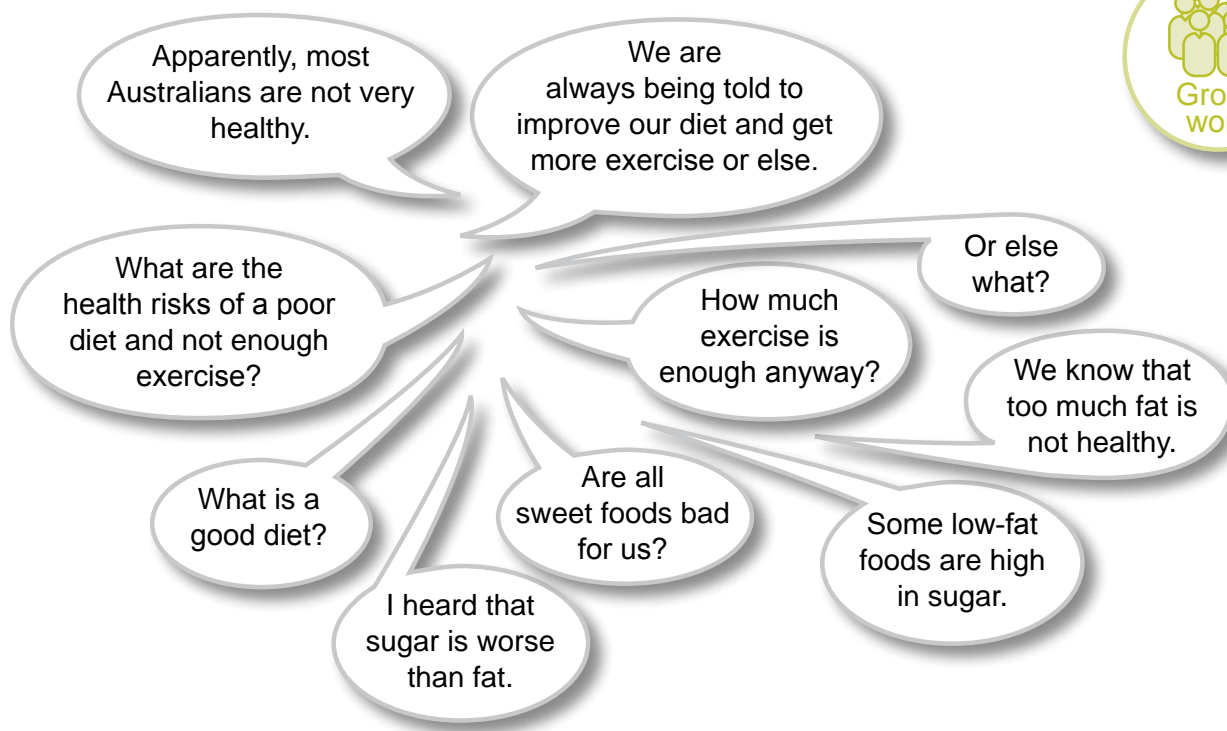 Apparently, most
Australians are not very
healthy.
We are
always being told to
improve our diet and get
more exercise or else.
Or else
what?
What are the
health risks of a poor
diet and not enough
exercise?
How much
exercise is
enough anyway?
We know that
too much fat is
not healthy.
What is a
good diet?
Are all
sweet foods bad
for us?
Some low-fat
foods are high
in sugar.
I heard that
sugar is worse
than fat.